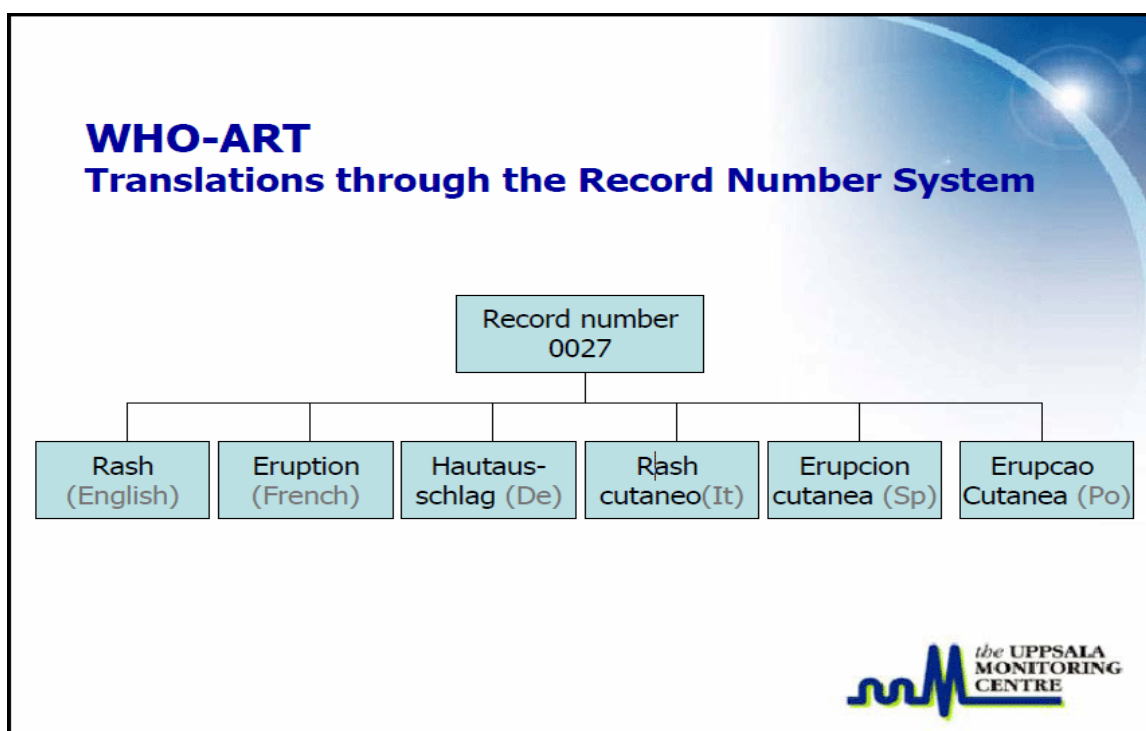 WHO-ART
Translations through the Record Number System
Record number
0027
Rash
(English)
Eruption
(French)
Hautaus-
schlag (De)
Rash
cutaneo(It)
Erupcion
cutanea (Sp)
Erupcao
Cutanea (Po)
the UPPSALA
MONITORING
CENTRE